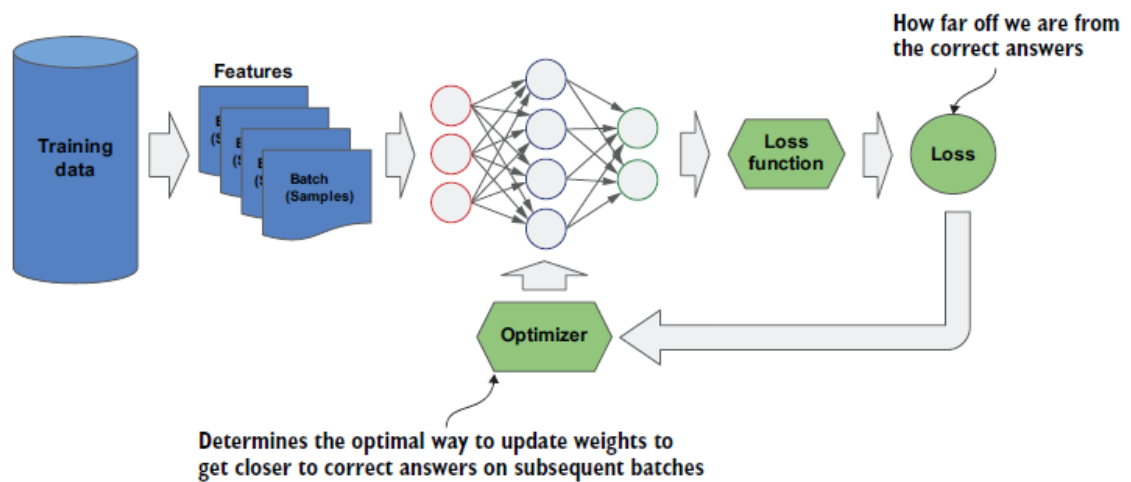 How far off we are from
the correct answers
Features
Training
data
B
(S
B
(S
B
(S
Batch
(Samples)
Loss
function
Loss
Optimizer
Determines the optimal way to update weights to
get closer to correct answers on subsequent batches